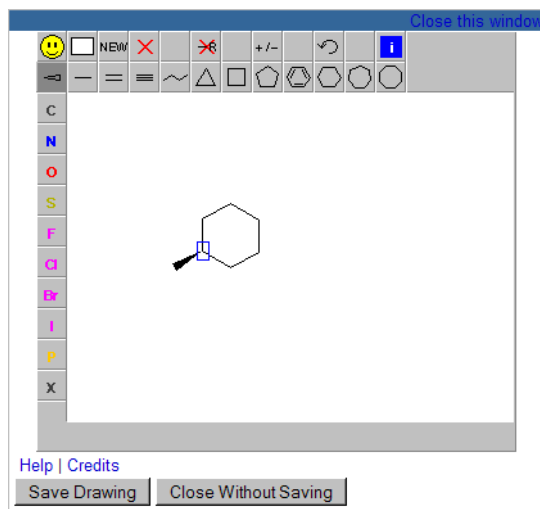 Close this window
NEW R +/- i
C
N
O
S
F
Cl
Br
I
P
X
Help | Credits
Save Drawing Close Without Saving